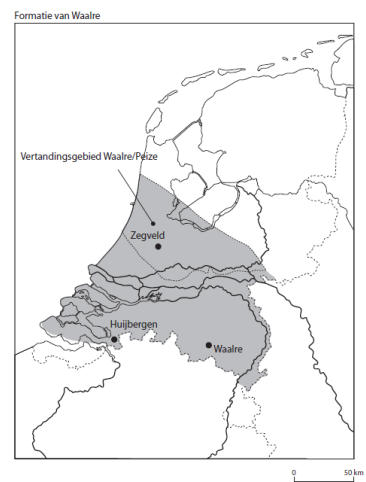 Formatie van Waalre
Vertandingsgebied Waalre/Peize
Zegveld
Huijbergen
Waalre
0 50 km